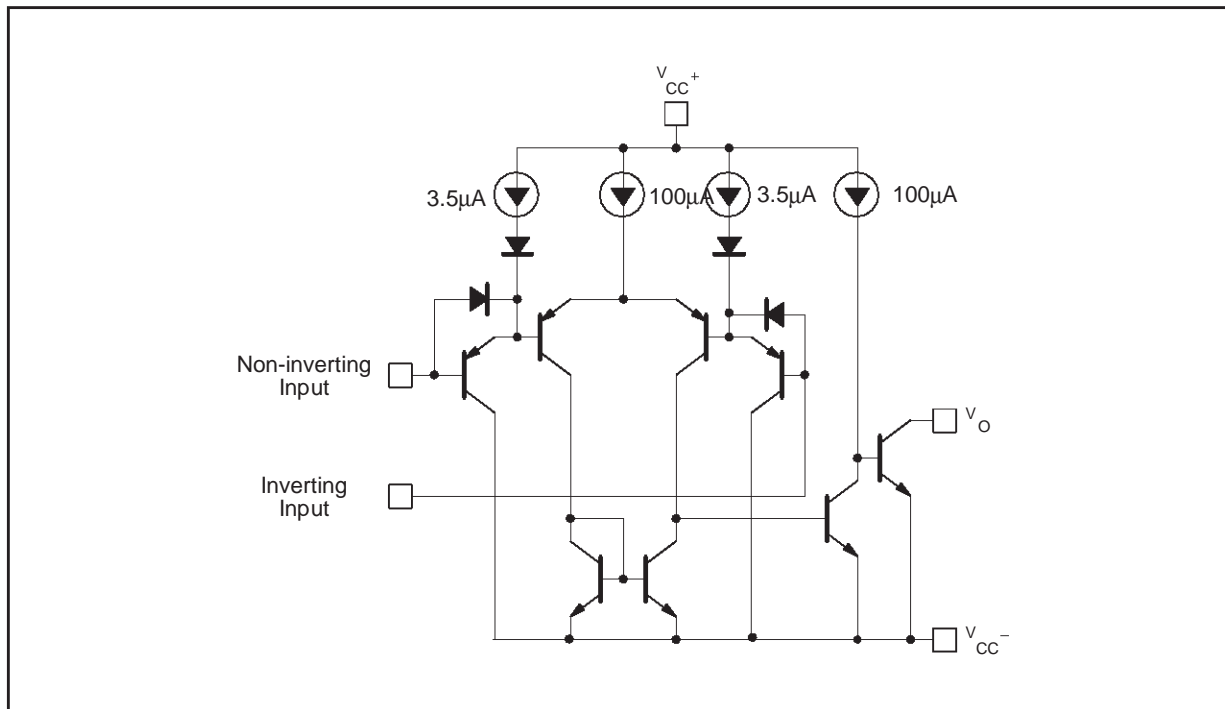 VCC+
3.5μA
100μA
3.5μA
100μA
Non-inverting
Input
VO
Inverting
Input
VCC–